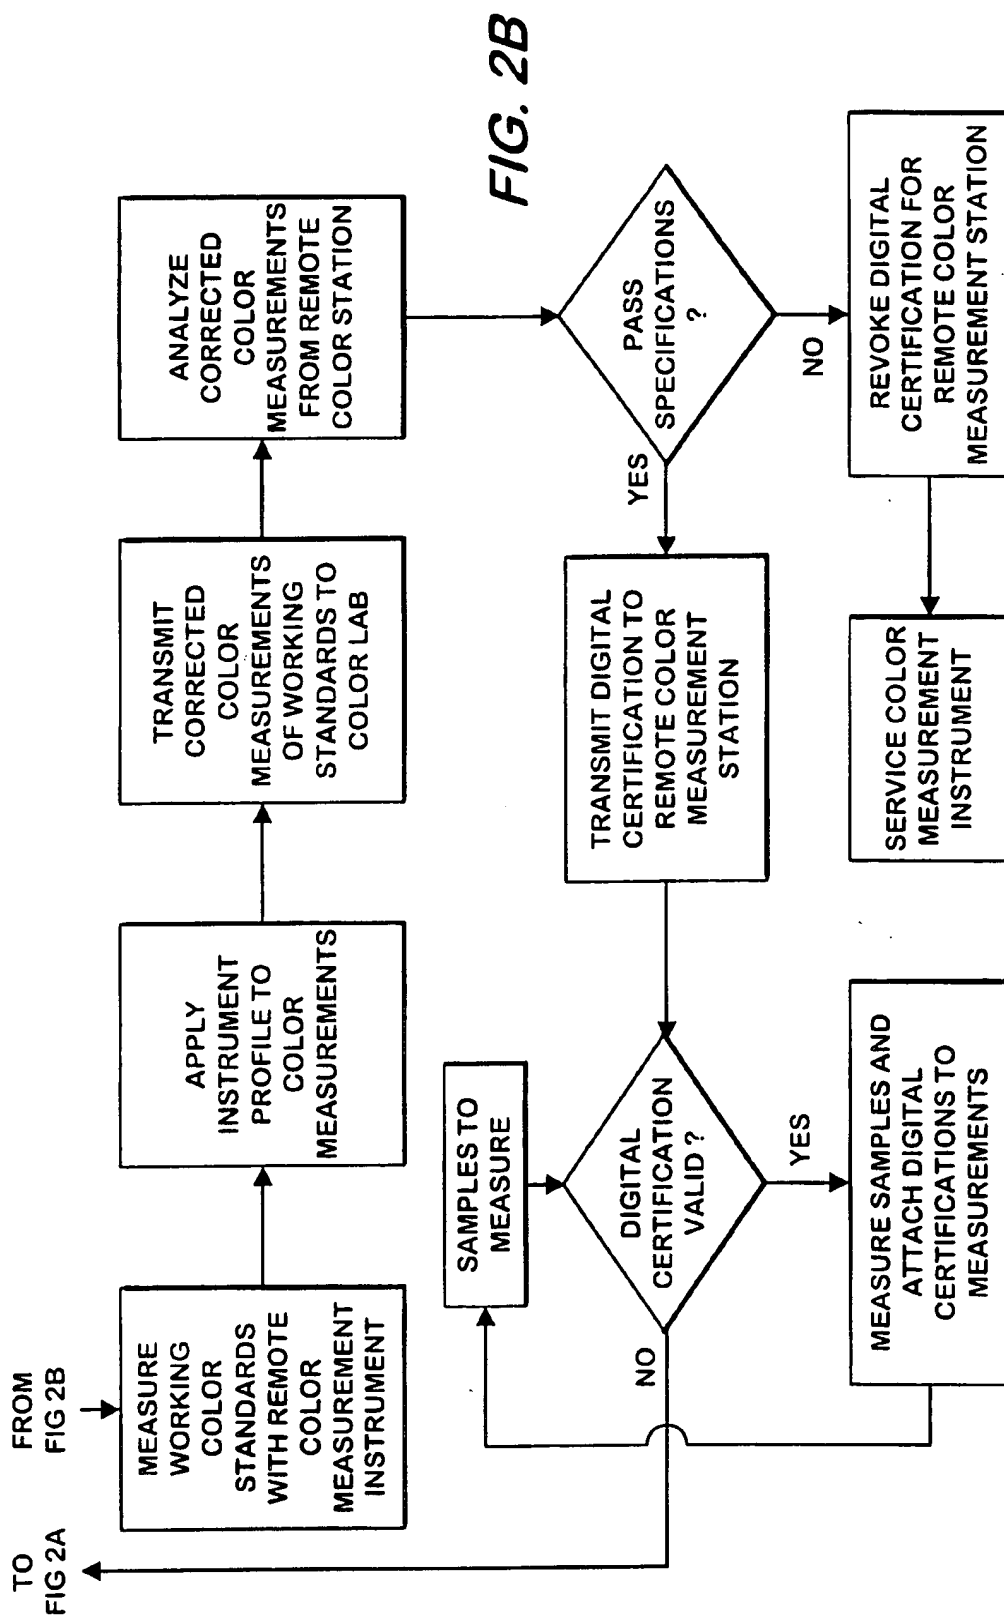 TO
FIG 2A
FROM
FIG 2B
MEASURE
WORKING
COLOR
STANDARDS
WITH REMOTE
COLOR
MEASUREMENT
INSTRUMENT
APPLY
INSTRUMENT
PROFILE TO
COLOR
MEASUREMENTS
TRANSMIT
CORRECTED
COLOR
MEASUREMENTS
OF WORKING
STANDARDS TO
COLOR LAB
ANALYZE
CORRECTED
COLOR
MEASUREMENTS
FROM REMOTE
COLOR STATION
FIG. 2B
PASS
SPECIFICATIONS
?
YES
NO
TRANSMIT DIGITAL
CERTIFICATION TO
REMOTE COLOR
MEASUREMENT
STATION
SAMPLES TO
MEASURE
DIGITAL
CERTIFICATION
VALID ?
NO
YES
MEASURE SAMPLES AND
ATTACH DIGITAL
CERTIFICATIONS TO
MEASUREMENTS
SERVICE COLOR
MEASUREMENT
INSTRUMENT
REVOKE DIGITAL
CERTIFICATION FOR
REMOTE COLOR
MEASUREMENT STATION